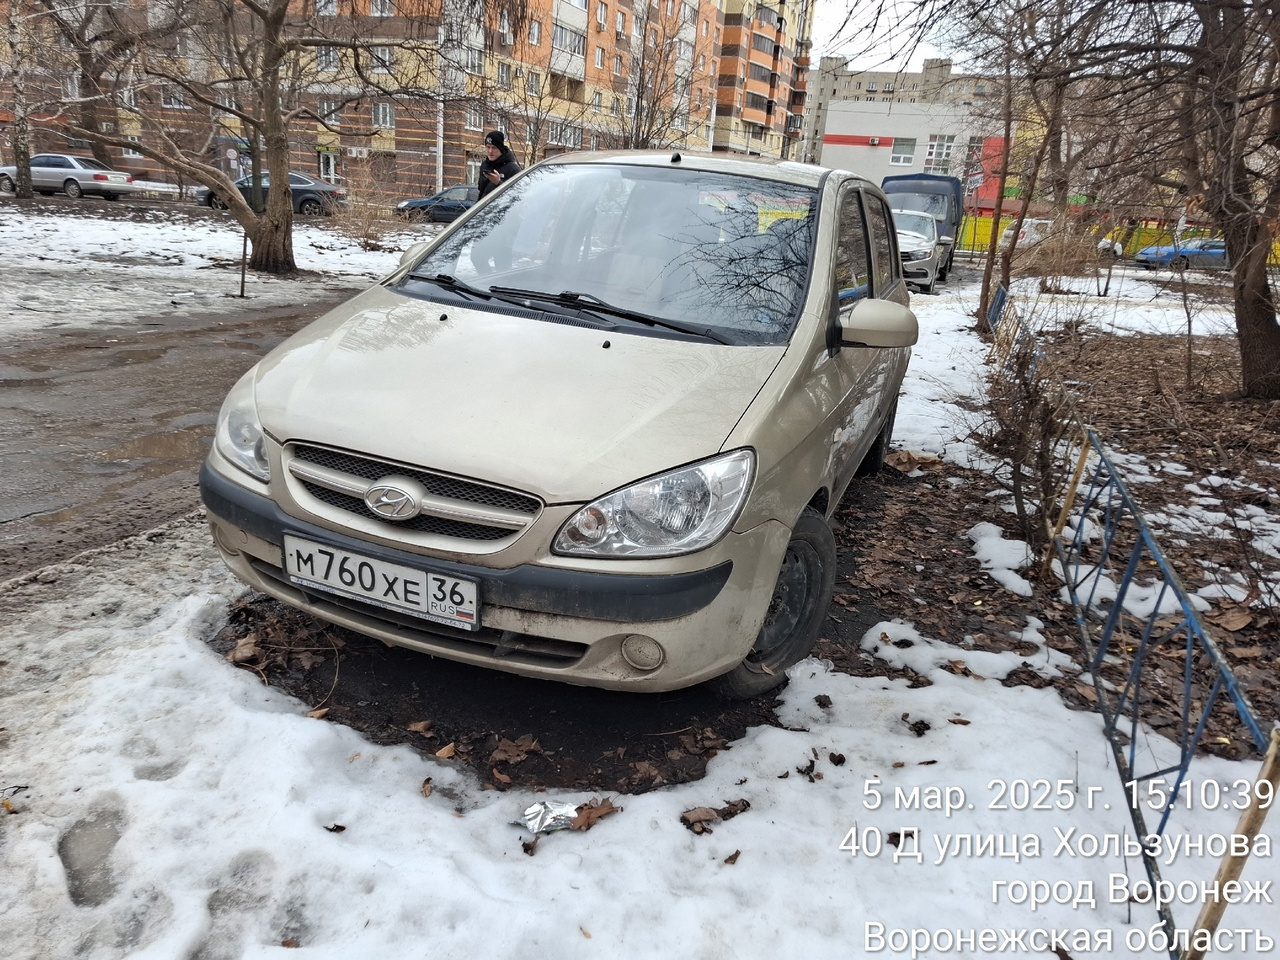 М760ХЕ 36
RUS
5 мар. 2025 г. 15:10:39
40 Д улица Хользунова
город Воронеж
Воронежская область